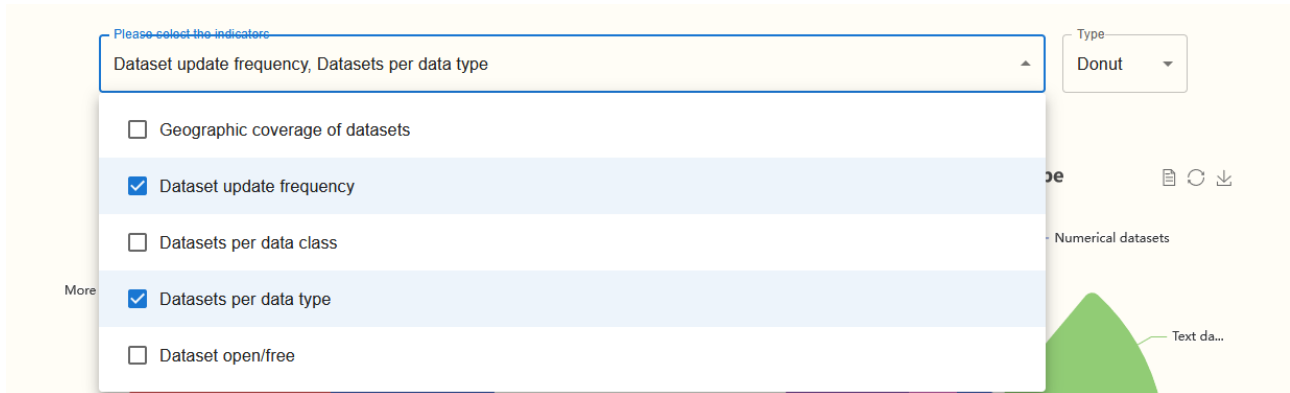 Please select the indicators
Type
Dataset update frequency, Datasets per data type
Donut
Geographic coverage of datasets
Dataset update frequency
pe
Datasets per data class
Numerical datasets
More
Datasets per data type
Text da...
Dataset open/free